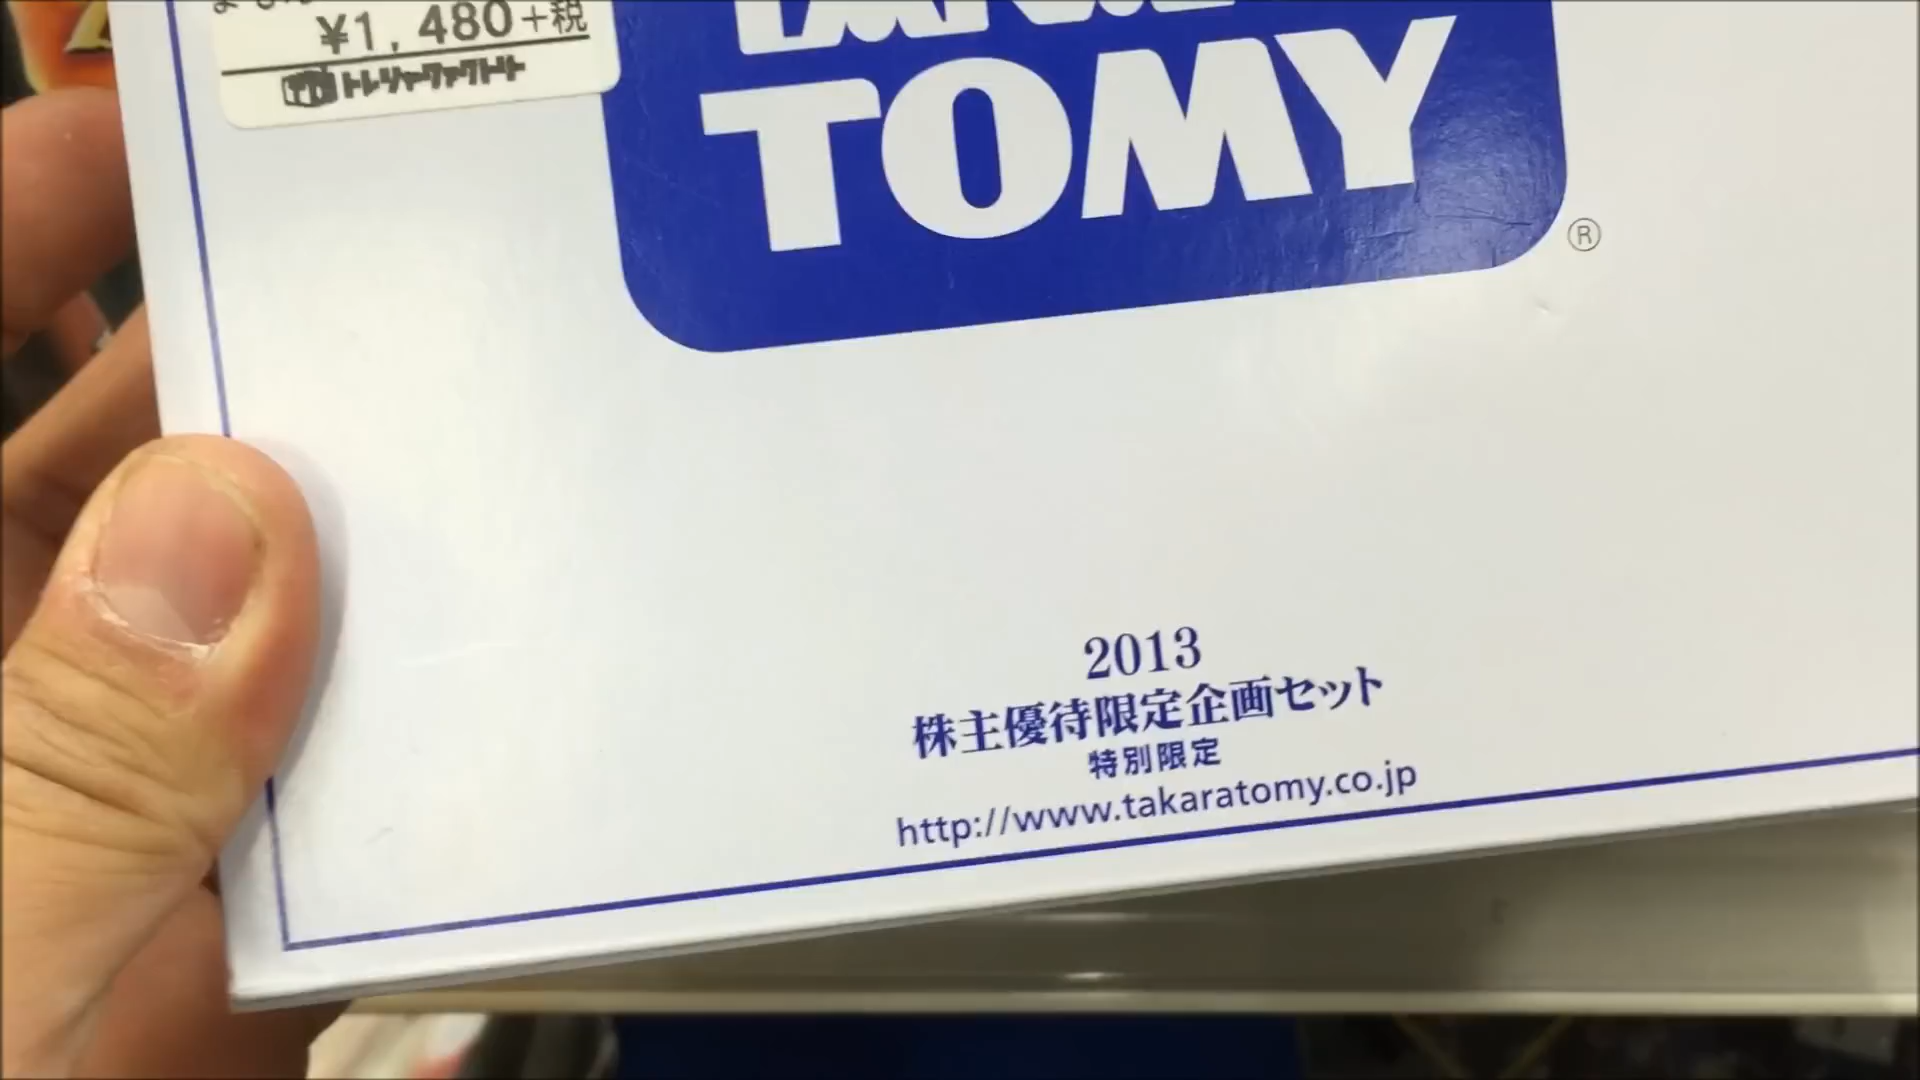 ¥1,480+税
トレジャーファクトリー
TOMY
®
2013
株主優待限定企画セット
特別限定
http://www.takaratomy.co.jp